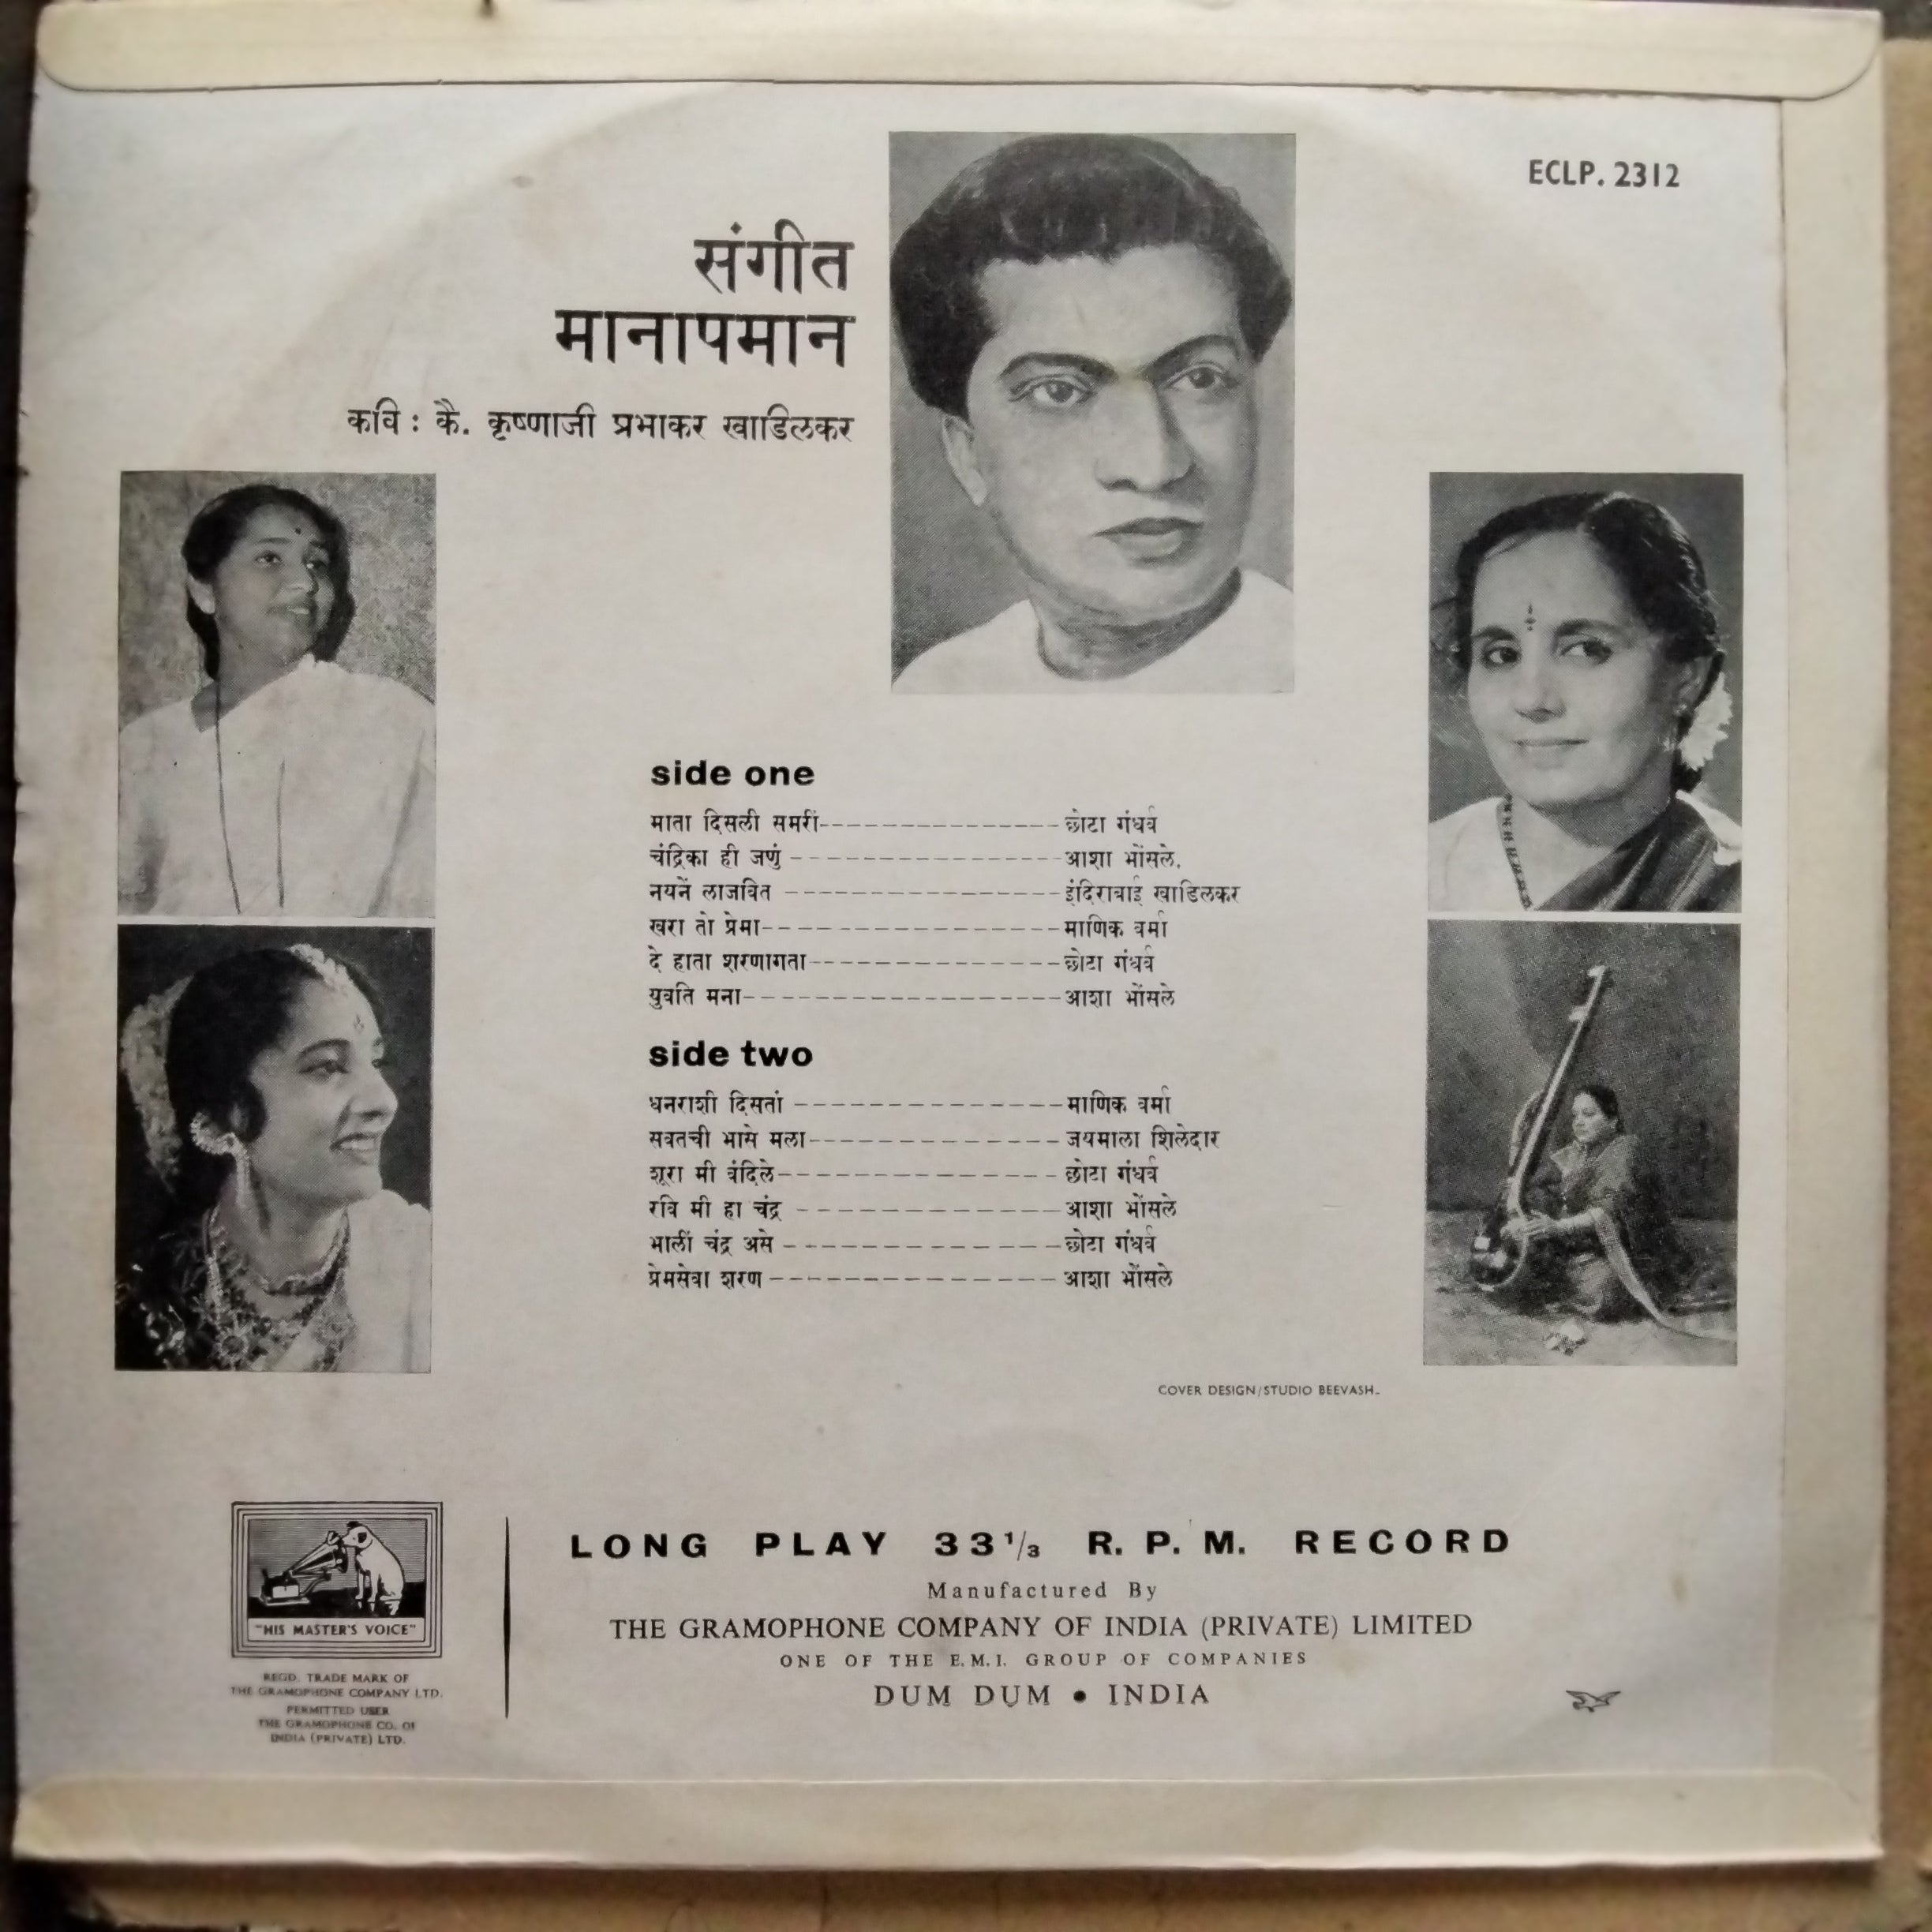 ECLP. 2312
संगीत
मानापमान
कवि : कै. कृष्णाजी प्रभाकर खाडिलकर
side one
माता दिसली समरीं-------------------छोटा गंधर्व
चंद्रिका ही जणुं -------------------आशा भोंसले.
नयनें लाजवित -------------------इंदिराबाई खाडिलकर
खरा तो प्रेमा-------------------माणिक वर्मा
दे हाता शरणागता-------------------छोटा गंधर्व
युवति मना-------------------आशा भोंसले
side two
धनराशी दिसतां -------------------माणिक वर्मा
सवतची भासे मला-------------------जयमाला शिलेदार
शूरा मी वंदिले-------------------छोटा गंधर्व
रवि मी हा चंद्र -------------------आशा भोंसले
भालीं चंद्र असे -------------------छोटा गंधर्व
प्रेमसेवा शरण -------------------आशा भोंसले
COVER DESIGN/STUDIO BEEVASH.
"HIS MASTER'S VOICE"
REGD. TRADE MARK OF
THE GRAMOPHONE COMPANY LTD.
PERMITTED USER
THE GRAMOPHONE CO. OF
INDIA (PRIVATE) LTD.
LONG PLAY 33 1/3 R. P. M. RECORD
Manufactured By
THE GRAMOPHONE COMPANY OF INDIA (PRIVATE) LIMITED
ONE OF THE E.M.I. GROUP OF COMPANIES
DUM DUM • INDIA